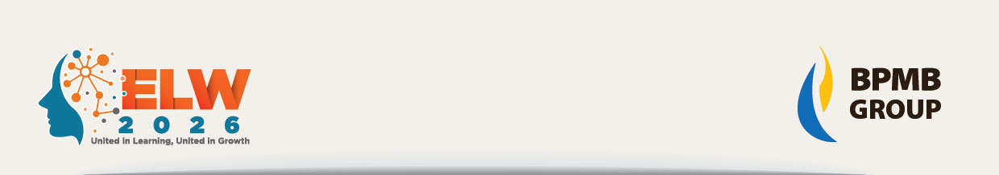 ELW
2026
United in Learning, United in Growth
BPMB
GROUP